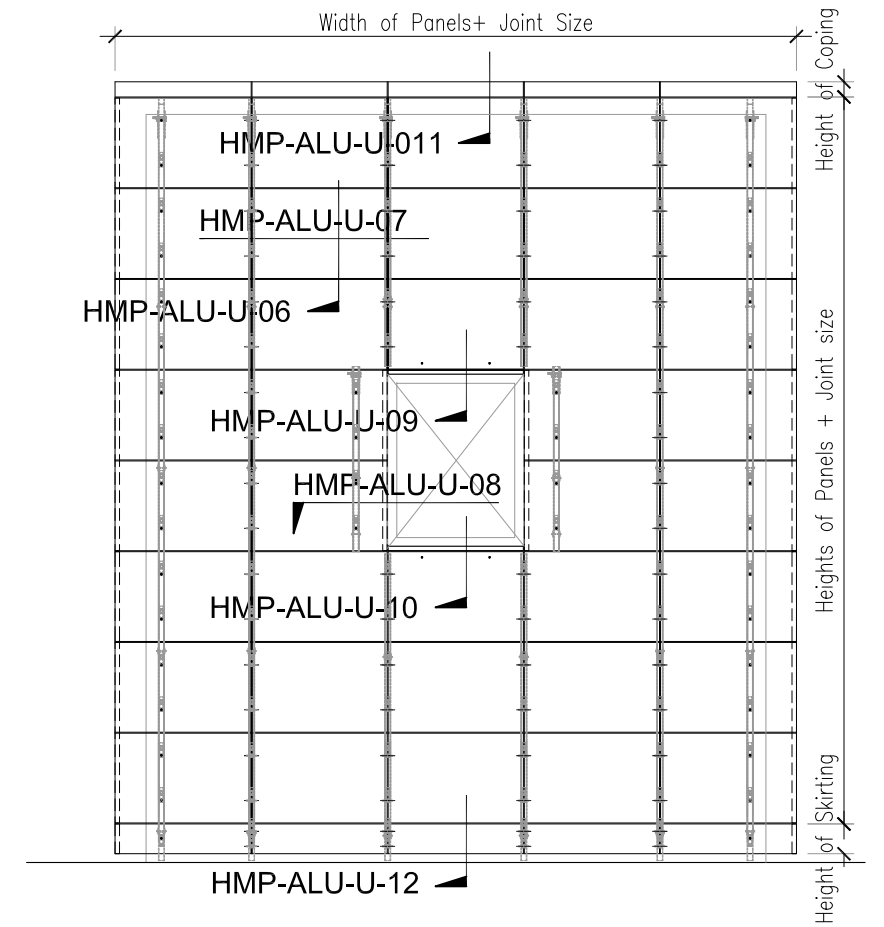 Width of Panels+ Joint Size
Height of Coping
HMP-ALU-U-011
HMP-ALU-U-07
HMP-ALU-U-06
Heights of Panels + Joint size
HMP-ALU-U-09
HMP-ALU-U-08
HMP-ALU-U-10
Height of Skirting
HMP-ALU-U-12